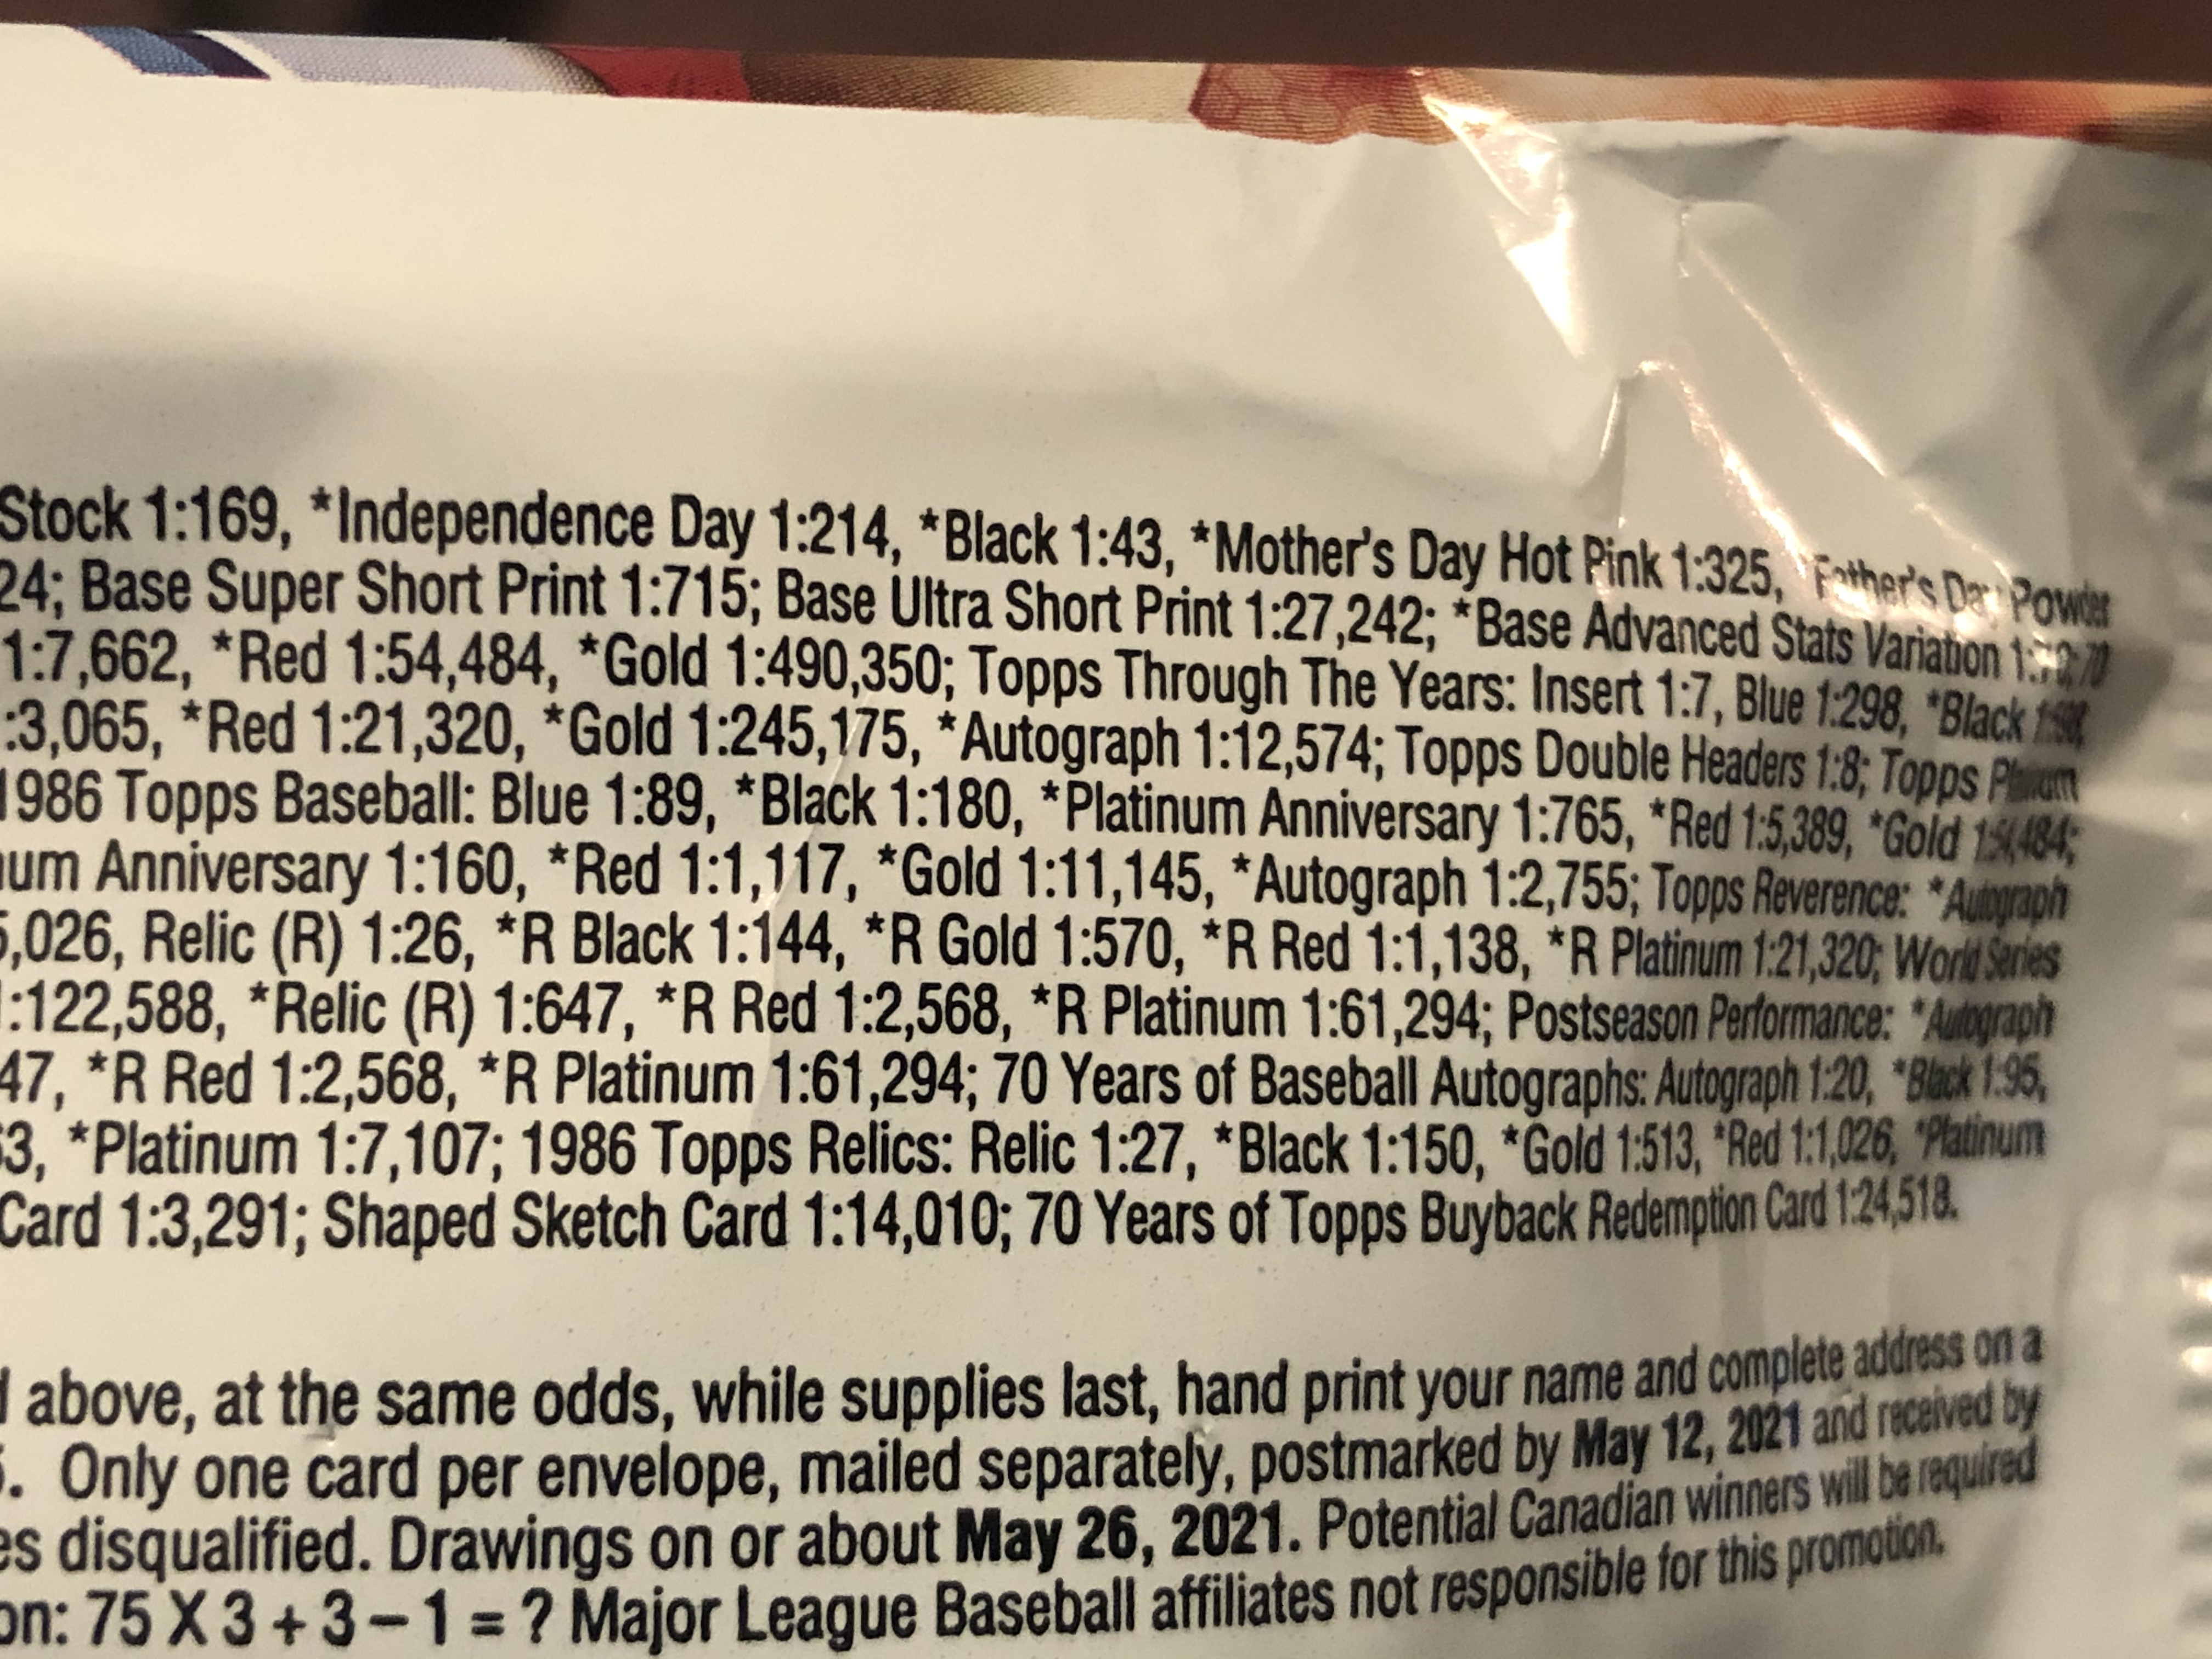 Stock 1:169, *Independence Day 1:214, *Black 1:43, *Mother's Day Hot Pink 1:325, *Father's Day Powder
24; Base Super Short Print 1:715; Base Ultra Short Print 1:27,242; *Base Advanced Stats Variation
1:7,662, *Red 1:54,484, *Gold 1:490,350; Topps Through The Years: Insert 1:7, Blue 1:298, *Black
:3,065, *Red 1:21,320, *Gold 1:245,175, *Autograph 1:12,574; Topps Double Headers 1:8; Topps Platinum
1986 Topps Baseball: Blue 1:89, *Black 1:180, *Platinum Anniversary 1:765, *Red 1:5,389, *Gold 1:54,484;
um Anniversary 1:160, *Red 1:1,117, *Gold 1:11,145, *Autograph 1:2,755; Topps Reverence: *Autograph
5,026, Relic (R) 1:26, *R Black 1:144, *R Gold 1:570, *R Red 1:1,138, *R Platinum 1:21,320; World Series
1:122,588, *Relic (R) 1:647, *R Red 1:2,568, *R Platinum 1:61,294; Postseason Performance: *Autograph
47, *R Red 1:2,568, *R Platinum 1:61,294; 70 Years of Baseball Autographs: Autograph 1:20, *Black 1:95,
3, *Platinum 1:7,107; 1986 Topps Relics: Relic 1:27, *Black 1:150, *Gold 1:513, *Red 1:1,026, *Platinum
Card 1:3,291; Shaped Sketch Card 1:14,010; 70 Years of Topps Buyback Redemption Card 1:24,518.
above, at the same odds, while supplies last, hand print your name and complete address on a
. Only one card per envelope, mailed separately, postmarked by May 12, 2021 and received by
es disqualified. Drawings on or about May 26, 2021. Potential Canadian winners will be required
on: 75 X 3 + 3 – 1 = ? Major League Baseball affiliates not responsible for this promotion.